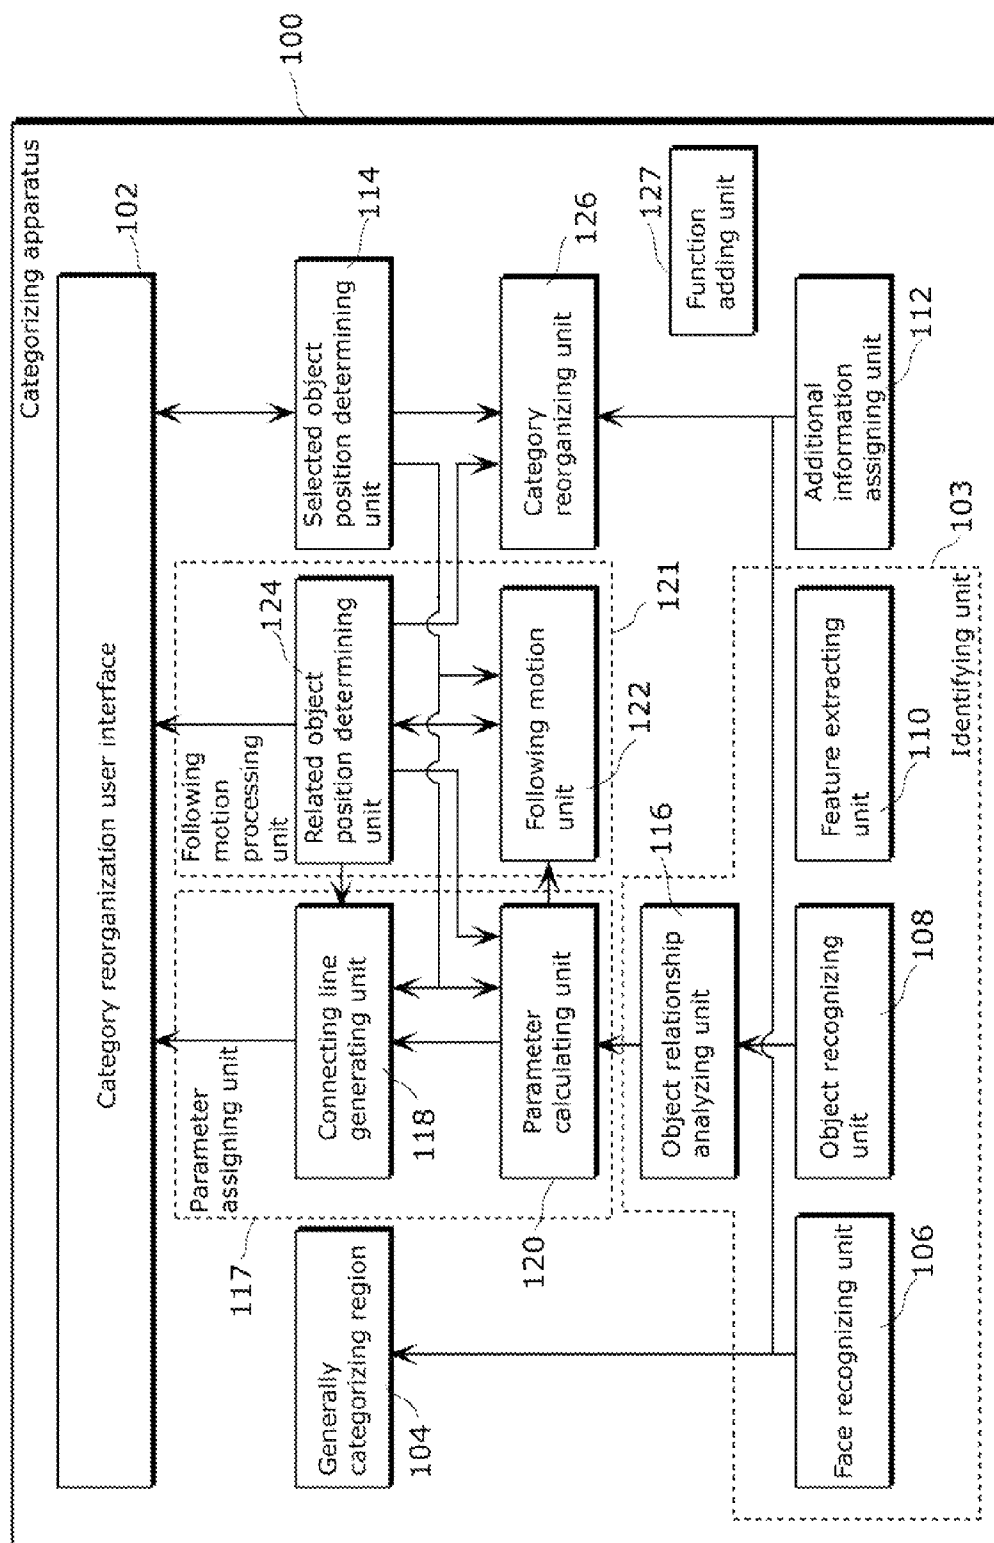 100
Categorizing apparatus
102
Category reorganization user interface
117
Parameter
assigning unit
Following
motion
processing
unit
124
114
Generally
categorizing region
104
Connecting line
generating unit
118
Related object
position determining
unit
Selected object
position determining
unit
120
Parameter
calculating unit
Following motion
unit
122
121
Category
reorganizing unit
126
116
Object relationship
analyzing unit
127
Function
adding unit
Face recognizing unit
106
Object recognizing
unit
108
Feature extracting
unit
110
Additional
information
assigning unit
112
103
Identifying unit